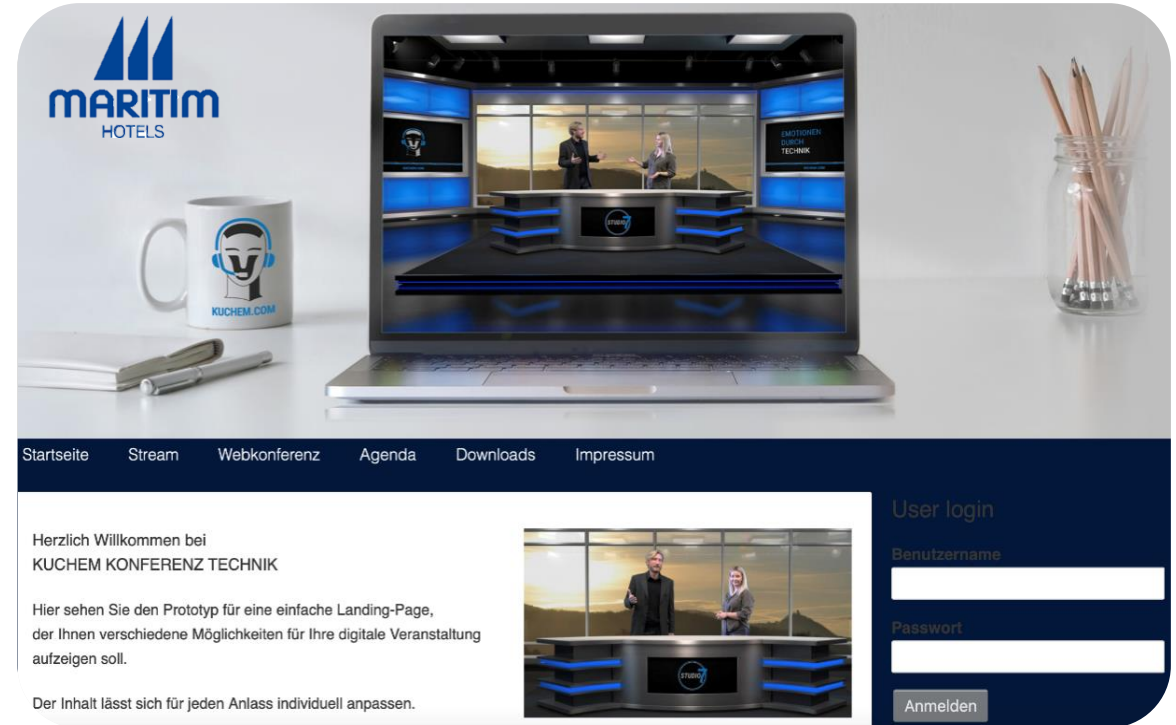 MARITIM
HOTELS
EMOTIONEN
DURCH
TECHNIK
STUDIO7
KUCHEM.COM
Startseite
Stream
Webkonferenz
Agenda
Downloads
Impressum
Herzlich Willkommen bei
KUCHEM KONFERENZ TECHNIK
Hier sehen Sie den Prototyp für eine einfache Landing-Page,
der Ihnen verschiedene Möglichkeiten für Ihre digitale Veranstaltung
aufzeigen soll.
Der Inhalt lässt sich für jeden Anlass individuell anpassen.
STUDIO7
User login
Benutzername
Passwort
Anmelden